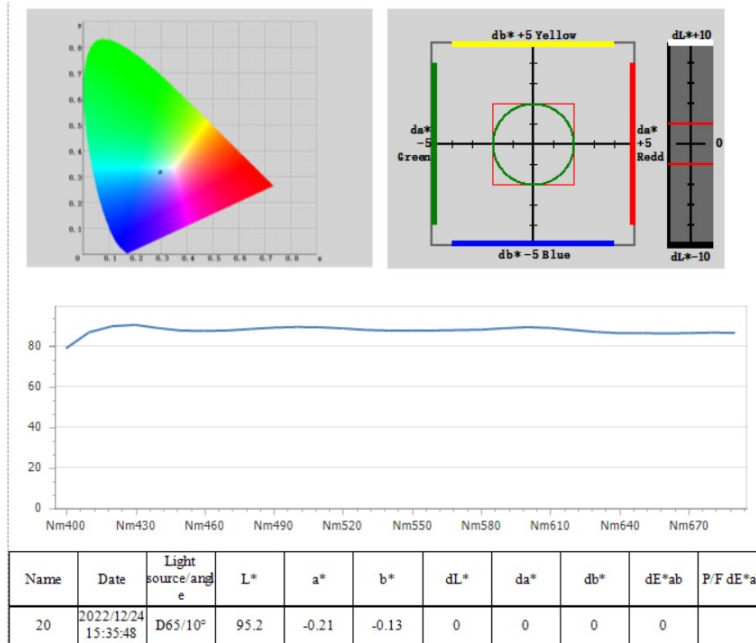 y
0. 8
0. 7
0. 6
0. 5
0. 4
0. 3
0. 2
0. 1
0 0. 1 0. 2 0. 3 0. 4 0. 5 0. 6 0. 7 0. 8 x
db* +5 Yellow
da*
-5
Green
da*
+5
Redd
db* -5 Blue
dL*+10
0
dL*-10
80
60
40
20
0
Nm400 Nm430 Nm460 Nm490 Nm520 Nm550 Nm580 Nm610 Nm640 Nm670
Name Date Light source/angl e L* a* b* dL* da* db* dE*ab P/F dE*a
20 2022/12/24 15:35:48 D65/10° 95.2 -0.21 -0.13 0 0 0 0